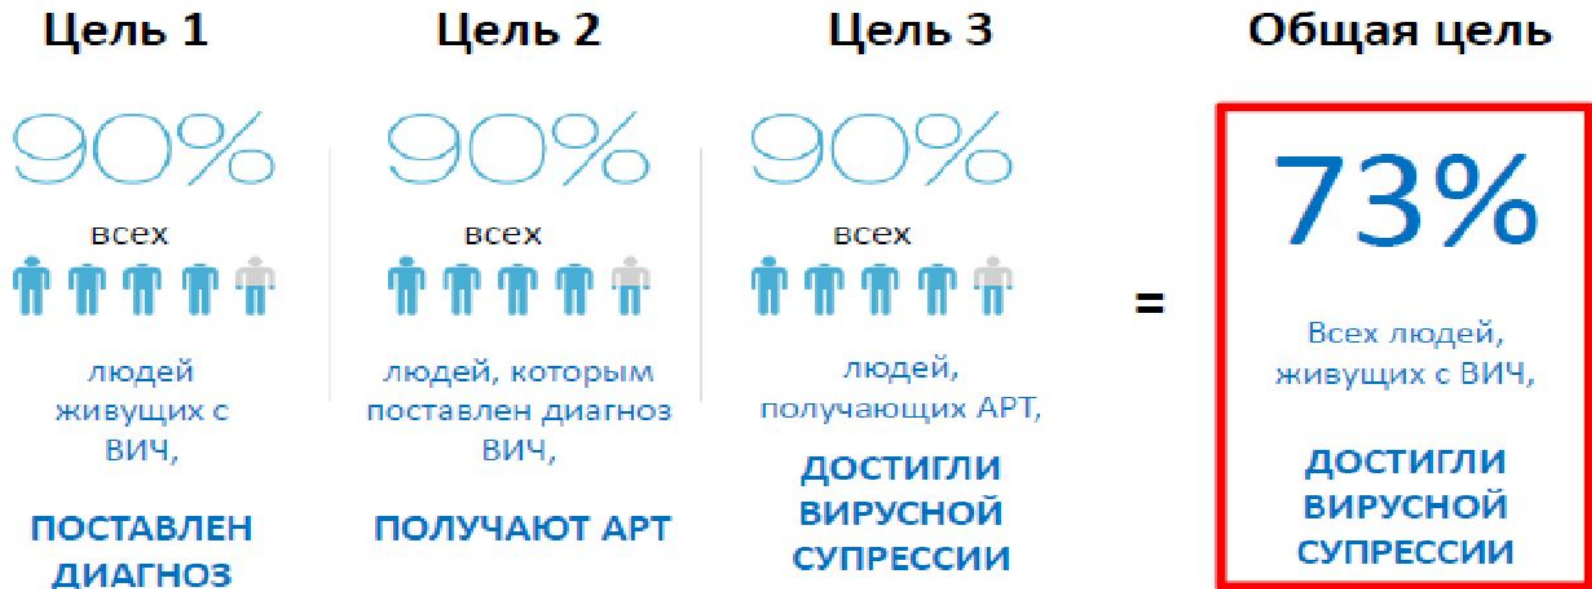 Цель 1
90%
всех
людей
живущих с
ВИЧ,
ПОСТАВЛЕН
ДИАГНОЗ
Цель 2
90%
всех
людей, которым
поставлен диагноз
ВИЧ,
ПОЛУЧАЮТ АРТ
Цель 3
90%
всех
людей,
получающих АРТ,
ДОСТИГЛИ
ВИРУСНОЙ
СУПРЕССИИ
=
Общая цель
73%
Всех людей,
живущих с ВИЧ,
ДОСТИГЛИ
ВИРУСНОЙ
СУПРЕССИИ